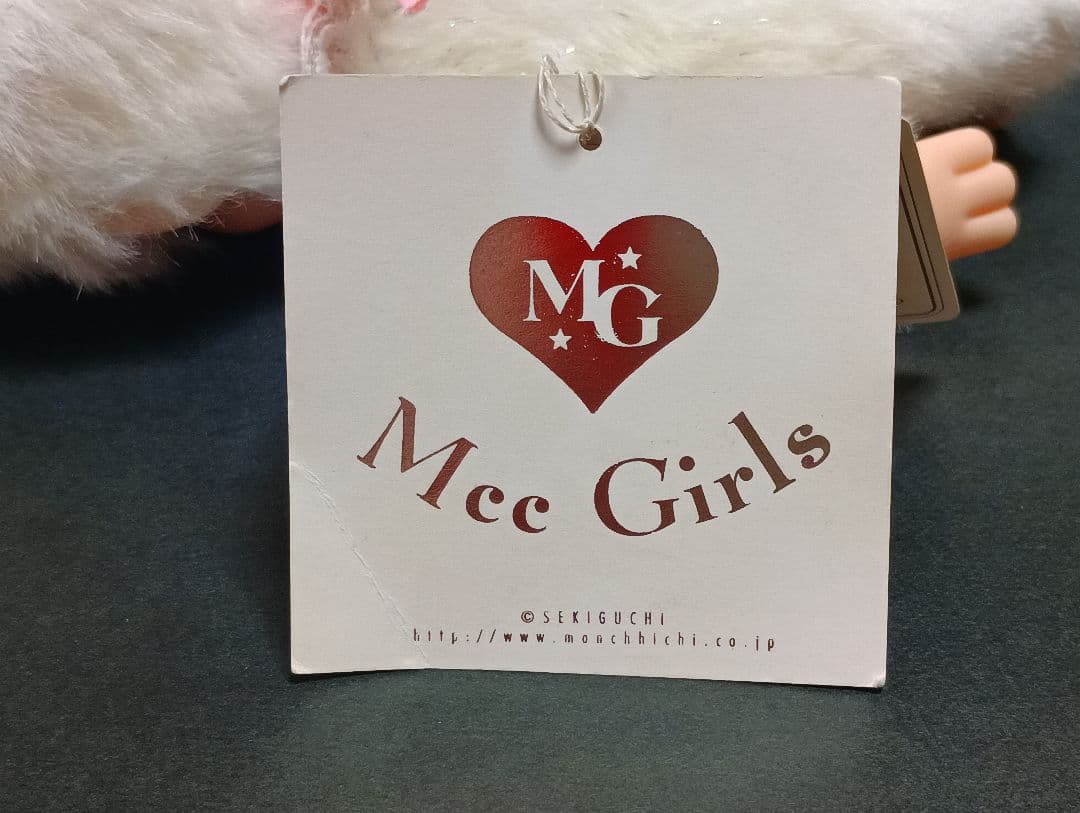 MG
Mcc Girls
© SEKIGUCHI
http://www.monchhichi.co.jp